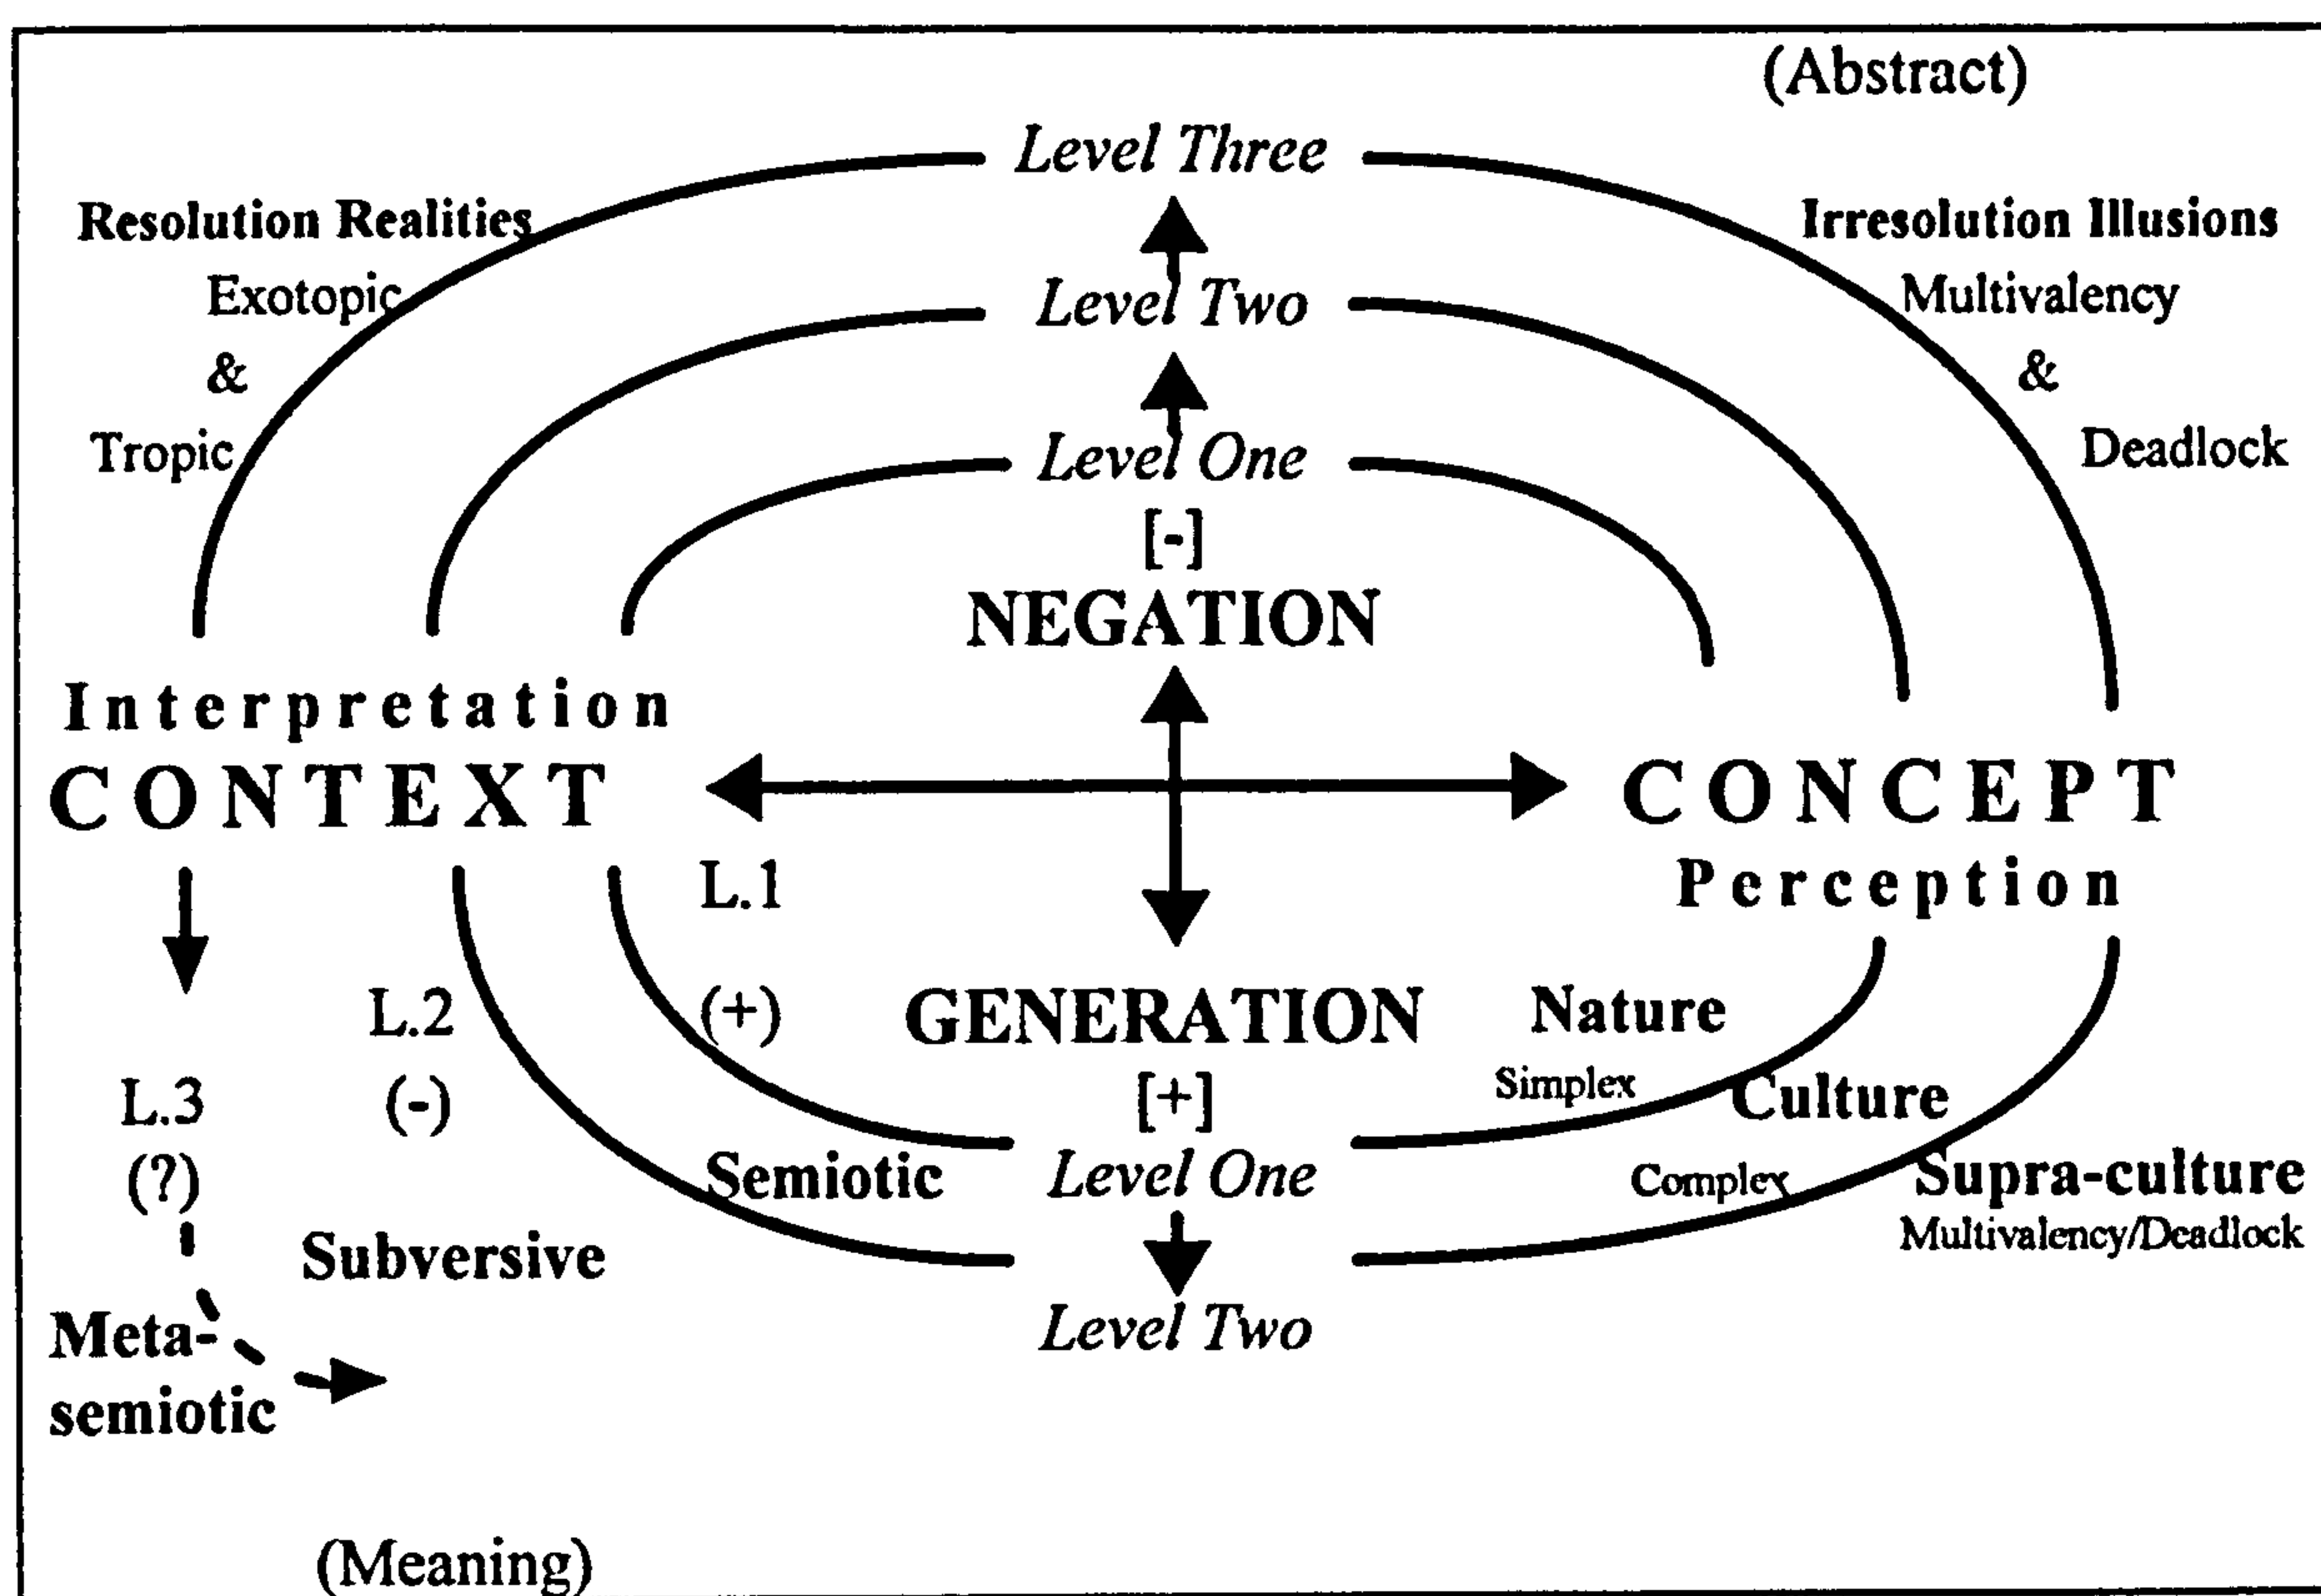 (Abstract)
Level Three
Resolution Realities
Irresolution Illusions
Exotopic
Level Two
Multivalency
&
&
Tropic
Level One
Deadlock
[-]
NEGATION
Interpretation
CONTEXT
CONCEPT
L.1
Perception
L.2
(+)
GENERATION
Nature
L.3
(-)
[+]
Simplex
Culture
(?)
Semiotic
Level One
Complex
Supra-culture
Subversive
Multivalency/Deadlock
Meta-
semiotic
Level Two
(Meaning)